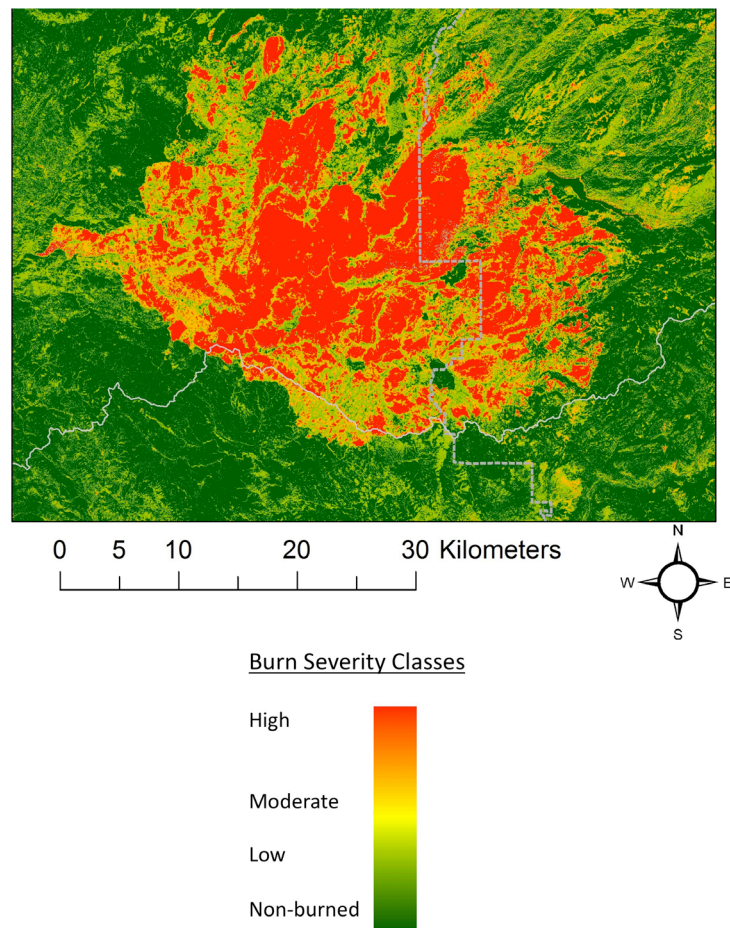 0 5 10 20 30 Kilometers
N
W E
S
Burn Severity Classes
High
Moderate
Low
Non-burned